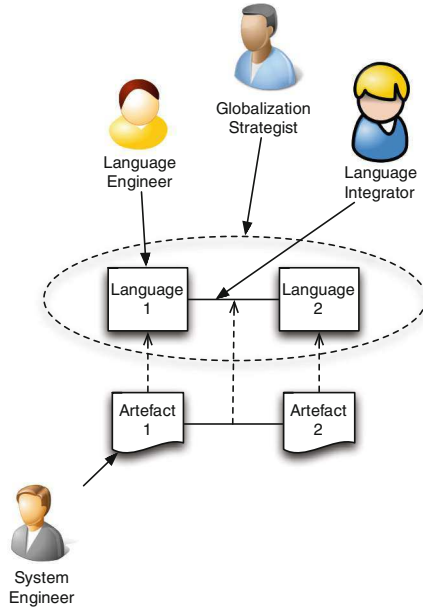 Globalization
Strategist
Language
Engineer
Language
Integrator
Language
1
Language
2
Artefact
1
Artefact
2
System
Engineer